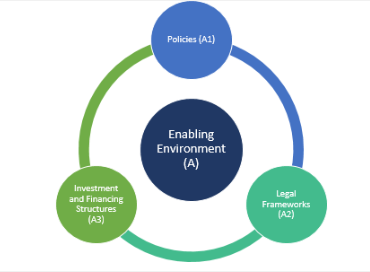 Policies (A1)
Enabling
Environment
(A)
Investment
and Financing
Structures
(A3)
Legal
Frameworks
(A2)